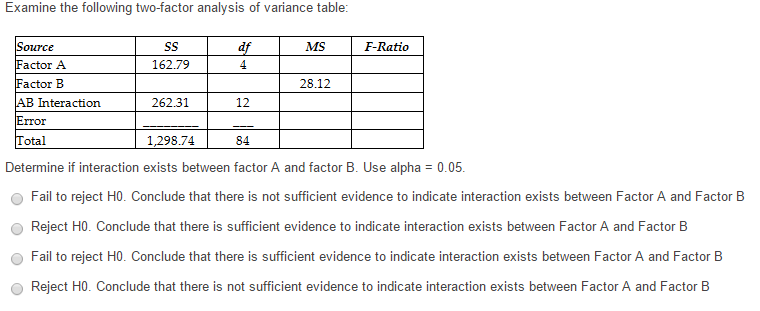 Examine the following two-factor analysis of variance table:
Source SS df MS F-Ratio
Factor A 162.79 4
Factor B 28.12
AB Interaction 262.31 12
Error
Total 1,298.74 84
Determine if interaction exists between factor A and factor B. Use alpha = 0.05.
Fail to reject H0. Conclude that there is not sufficient evidence to indicate interaction exists between Factor A and Factor B
Reject H0. Conclude that there is sufficient evidence to indicate interaction exists between Factor A and Factor B
Fail to reject H0. Conclude that there is sufficient evidence to indicate interaction exists between Factor A and Factor B
Reject H0. Conclude that there is not sufficient evidence to indicate interaction exists between Factor A and Factor B